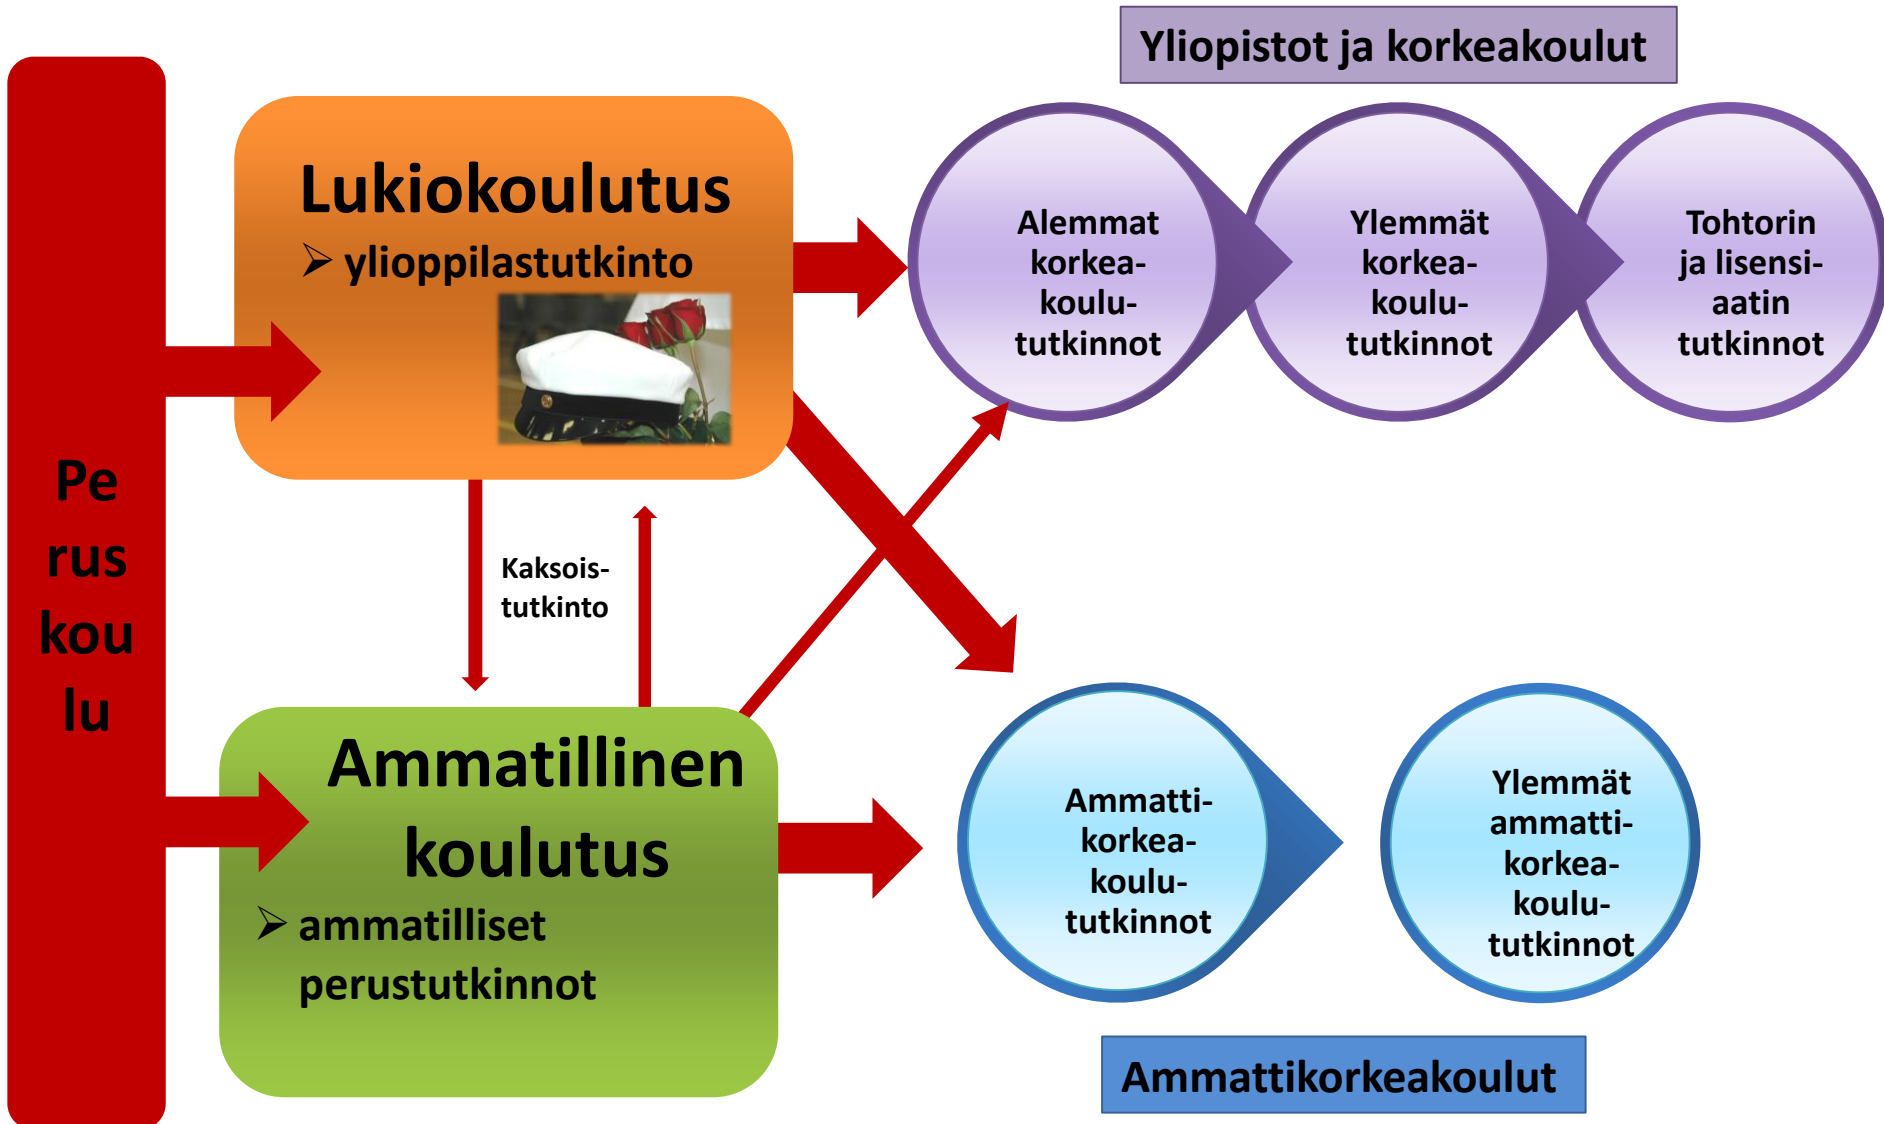 Pe
rus
kou
lu
Lukiokoulutus
➢ ylioppilastutkinto
Kaksois-
tutkinto
Ammatillinen
koulutus
➢ ammatilliset
perustutkinnot
Yliopistot ja korkeakoulut
Alemmat
korkea-
koulu-
tutkinnot
Ylemmät
korkea-
koulu-
tutkinnot
Tohtorin
ja lisensi-
aatin
tutkinnot
Ammatti-
korkea-
koulu-
tutkinnot
Ylemmät
ammatti-
korkea-
koulu-
tutkinnot
Ammattikorkeakoulut